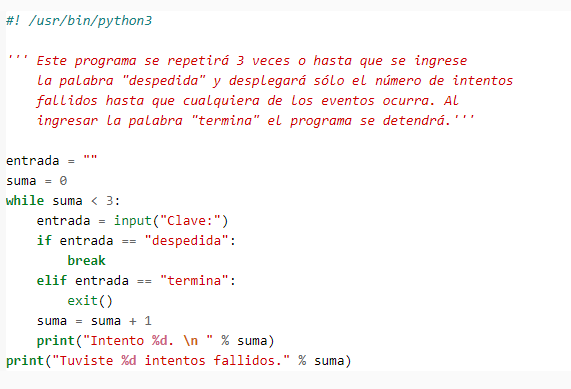 #! /usr/bin/python3
''' Este programa se repetirá 3 veces o hasta que se ingrese
    la palabra "despedida" y desplegará sólo el número de intentos
    fallidos hasta que cualquiera de los eventos ocurra. Al
    ingresar la palabra "termina" el programa se detendrá.'''
entrada = ""
suma = 0
while suma < 3:
    entrada = input("Clave:")
    if entrada == "despedida":
        break
    elif entrada == "termina":
        exit()
    suma = suma + 1
    print("Intento %d. \n " % suma)
print("Tuviste %d intentos fallidos." % suma)